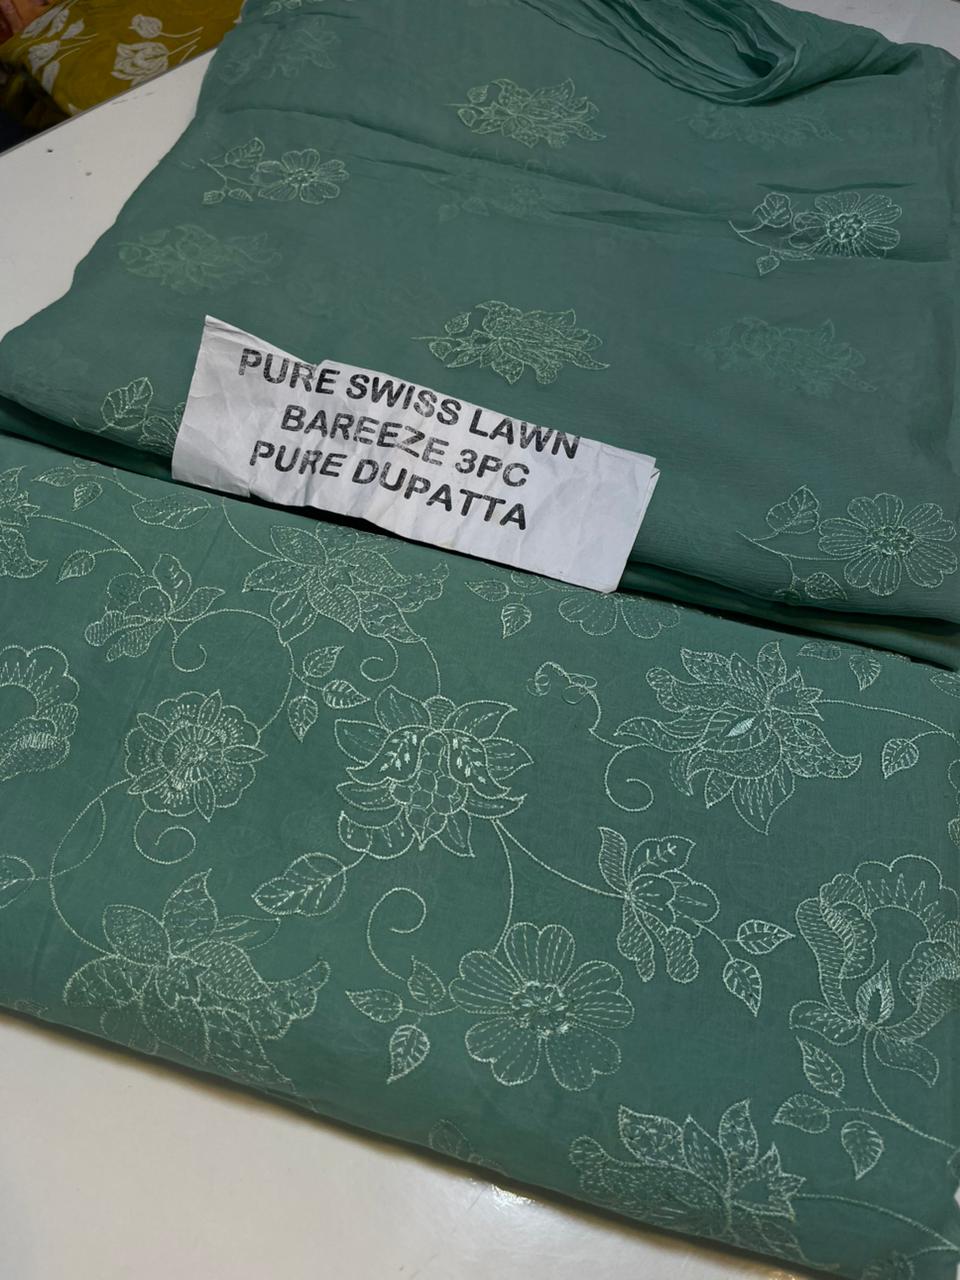 PURE SWISS LAWN
BAREEZE 3PC
PURE DUPATTA